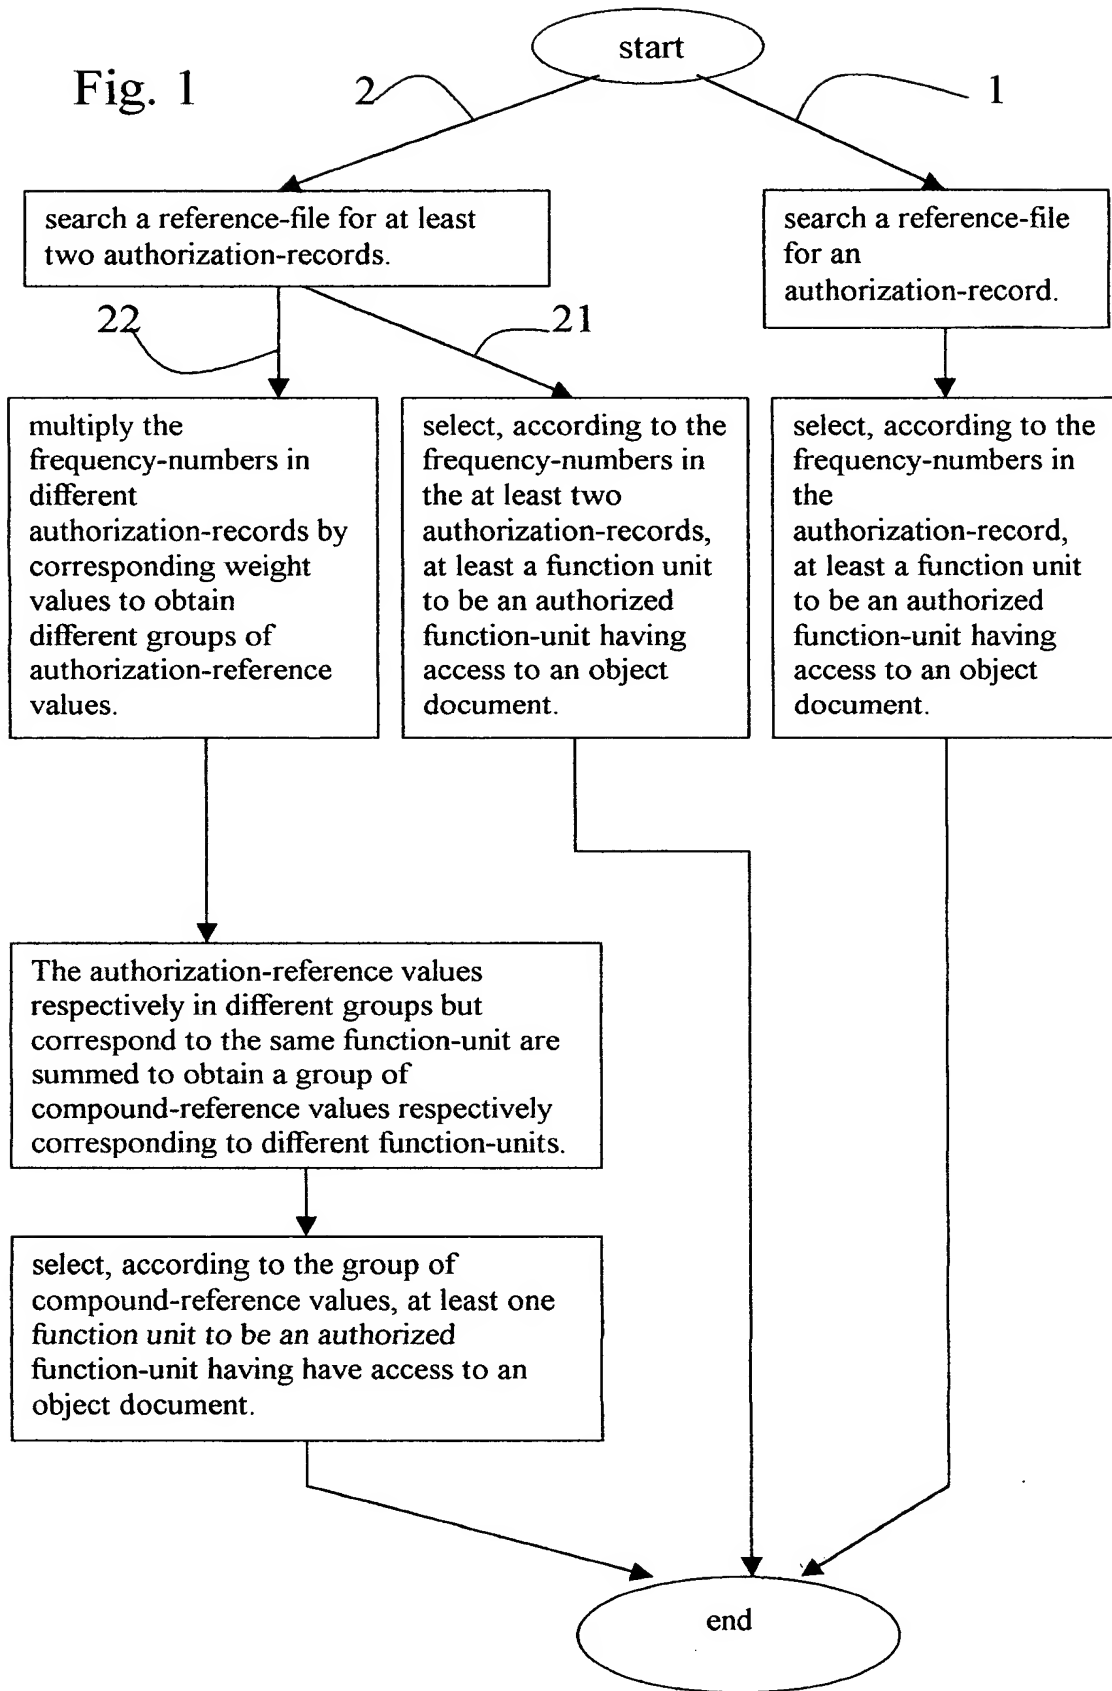 start
Fig. 1
2
1
search a reference-file for at least
two authorization-records.
search a reference-file
for an
authorization-record.
22
21
multiply the
frequency-numbers in
different
authorization-records by
corresponding weight
values to obtain
different groups of
authorization-reference
values.
select, according to the
frequency-numbers in
the at least two
authorization-records,
at least a function unit
to be an authorized
function-unit having
access to an object
document.
select, according to the
frequency-numbers in
the
authorization-record,
at least a function unit
to be an authorized
function-unit having
access to an object
document.
The authorization-reference values
respectively in different groups but
correspond to the same function-unit are
summed to obtain a group of
compound-reference values respectively
corresponding to different function-units.
select, according to the group of
compound-reference values, at least one
function unit to be an authorized
function-unit having have access to an
object document.
end